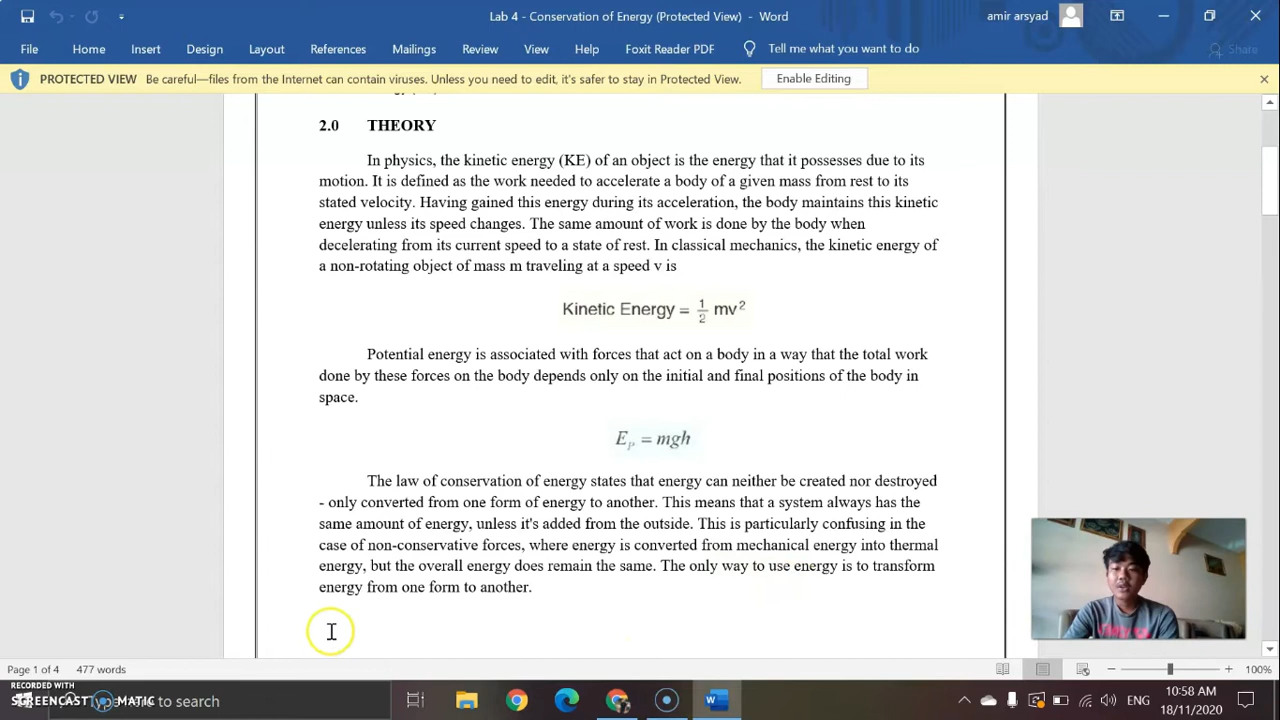 Lab 4 - Conservation of Energy (Protected View) - Word
amir arsyad
File Home Insert Design Layout References Mailings Review View Help Foxit Reader PDF Tell me what you want to do Share
PROTECTED VIEW Be careful—files from the Internet can contain viruses. Unless you need to edit, it's safer to stay in Protected View. Enable Editing
2.0 THEORY
In physics, the kinetic energy (KE) of an object is the energy that it possesses due to its
motion. It is defined as the work needed to accelerate a body of a given mass from rest to its
stated velocity. Having gained this energy during its acceleration, the body maintains this kinetic
energy unless its speed changes. The same amount of work is done by the body when
decelerating from its current speed to a state of rest. In classical mechanics, the kinetic energy of
a non-rotating object of mass m traveling at a speed v is
Kinetic Energy = 1/2 mv²
Potential energy is associated with forces that act on a body in a way that the total work
done by these forces on the body depends only on the initial and final positions of the body in
space.
E_P = mgh
The law of conservation of energy states that energy can neither be created nor destroyed
- only converted from one form of energy to another. This means that a system always has the
same amount of energy, unless it's added from the outside. This is particularly confusing in the
case of non-conservative forces, where energy is converted from mechanical energy into thermal
energy, but the overall energy does remain the same. The only way to use energy is to transform
energy from one form to another.
Page 1 of 4 477 words
100%
RECORDED WITH
SCREENCAST MATIC
here to search
ENG
10:58 AM
18/11/2020